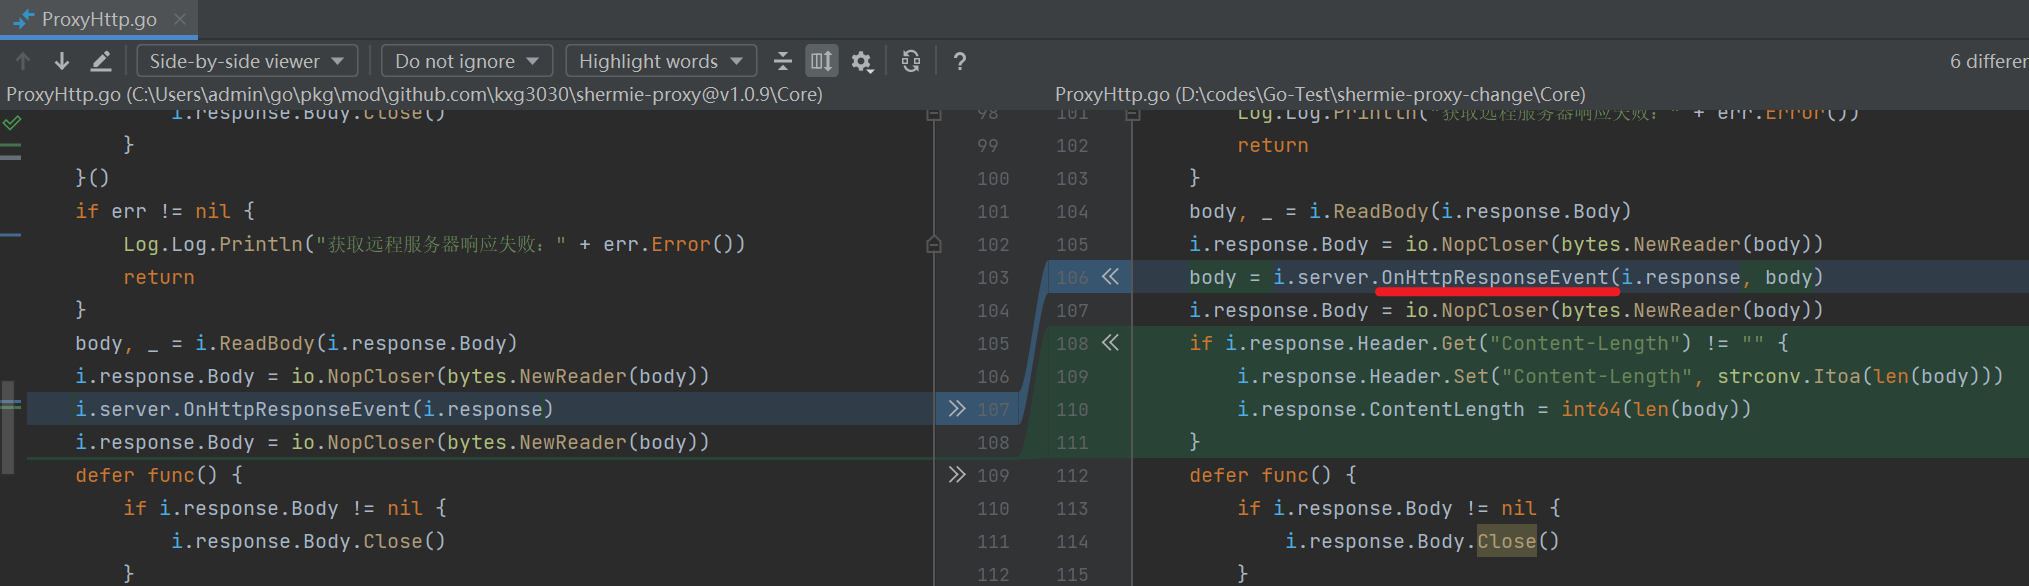 ProxyHttp.go
Side-by-side viewer
Do not ignore
Highlight words
?
6 differen
ProxyHttp.go (C:\Users\admin\go\pkg\mod\github.com\kxg3030\shermie-proxy@v1.0.9\Core)
ProxyHttp.go (D:\codes\Go-Test\shermie-proxy-change\Core)
i.response.Body.Close()
98
}
99
}()
100
if err != nil {
101
Log.Log.Println("获取远程服务器响应失败：" + err.Error())
102
return
103
}
104
body, _ = i.ReadBody(i.response.Body)
105
i.response.Body = io.NopCloser(bytes.NewReader(body))
106
i.server.OnHttpResponseEvent(i.response)
107
i.response.Body = io.NopCloser(bytes.NewReader(body))
108
defer func() {
109
if i.response.Body != nil {
110
i.response.Body.Close()
111
}
112
101
Log.Log.Println("获取远程服务器响应失败：" + err.Error())
102
return
103
}
104
body, _ = i.ReadBody(i.response.Body)
105
i.response.Body = io.NopCloser(bytes.NewReader(body))
106
body = i.server.OnHttpResponseEvent(i.response, body)
107
i.response.Body = io.NopCloser(bytes.NewReader(body))
108
if i.response.Header.Get("Content-Length") != "" {
109
i.response.Header.Set("Content-Length", strconv.Itoa(len(body)))
110
i.response.ContentLength = int64(len(body))
111
}
112
defer func() {
113
if i.response.Body != nil {
114
i.response.Body.Close()
115
}